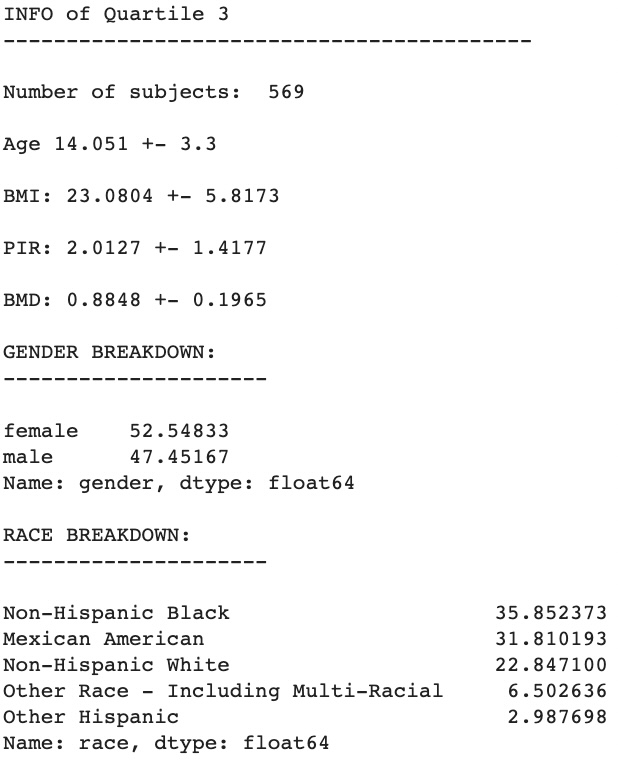 INFO of Quartile 3
------------------------------------------
Number of subjects:  569
Age 14.051 +- 3.3
BMI: 23.0804 +- 5.8173
PIR: 2.0127 +- 1.4177
BMD: 0.8848 +- 0.1965
GENDER BREAKDOWN:
---------------------
female    52.54833
male      47.45167
Name: gender, dtype: float64
RACE BREAKDOWN:
---------------------
Non-Hispanic Black                     35.852373
Mexican American                       31.810193
Non-Hispanic White                     22.847100
Other Race - Including Multi-Racial     6.502636
Other Hispanic                          2.987698
Name: race, dtype: float64